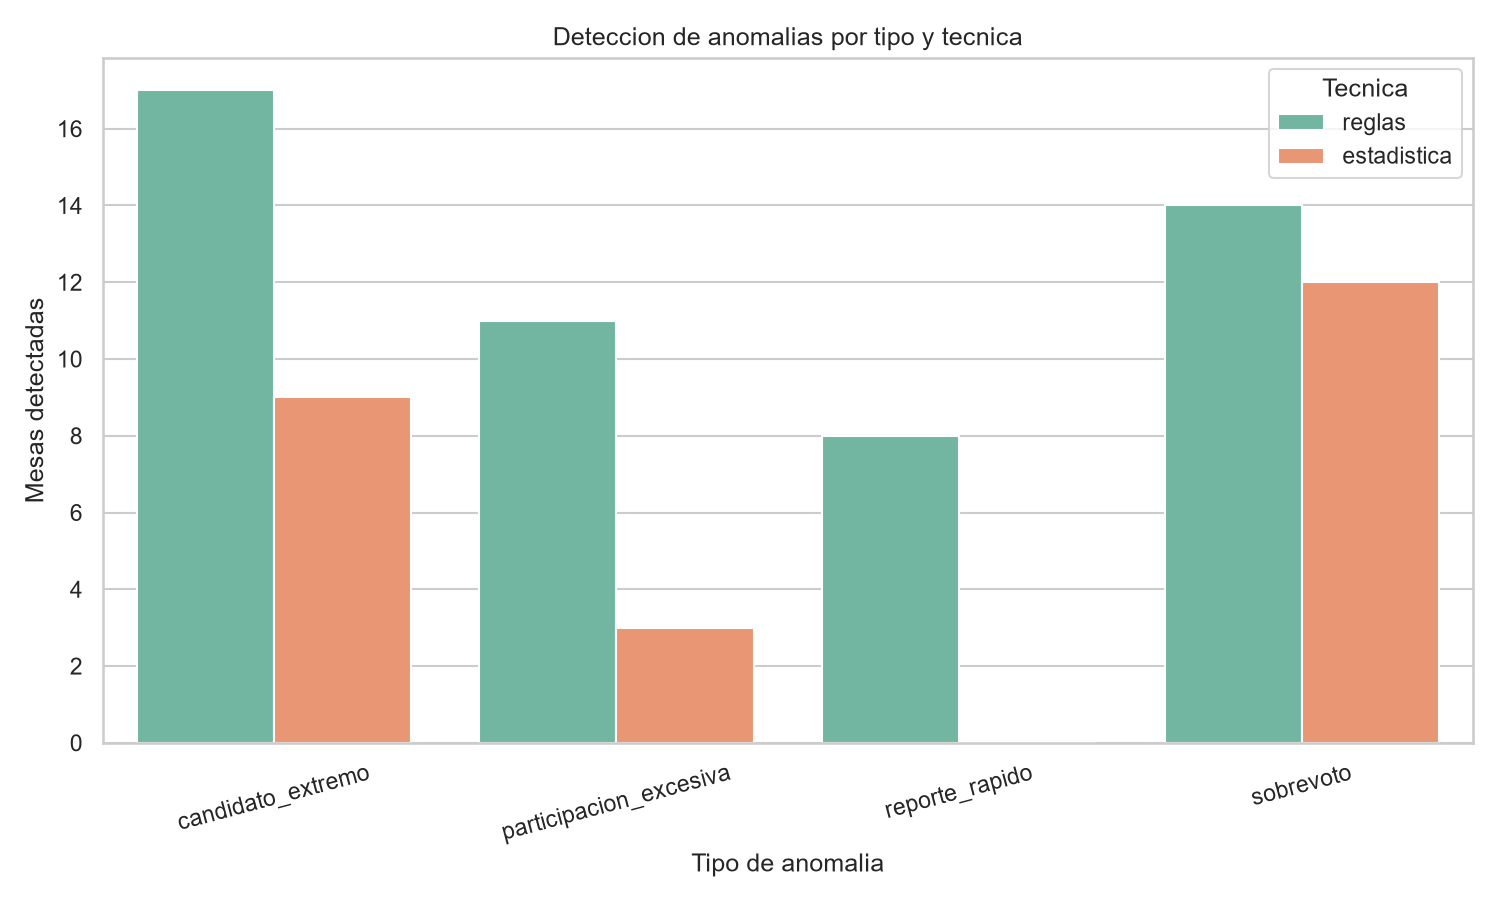 Deteccion de anomalias por tipo y tecnica
Tecnica
reglas
estadistica
Mesas detectadas
16
14
12
10
8
6
4
2
0
candidato_extremo
participacion_excesiva
reporte_rapido
sobrevoto
Tipo de anomalia